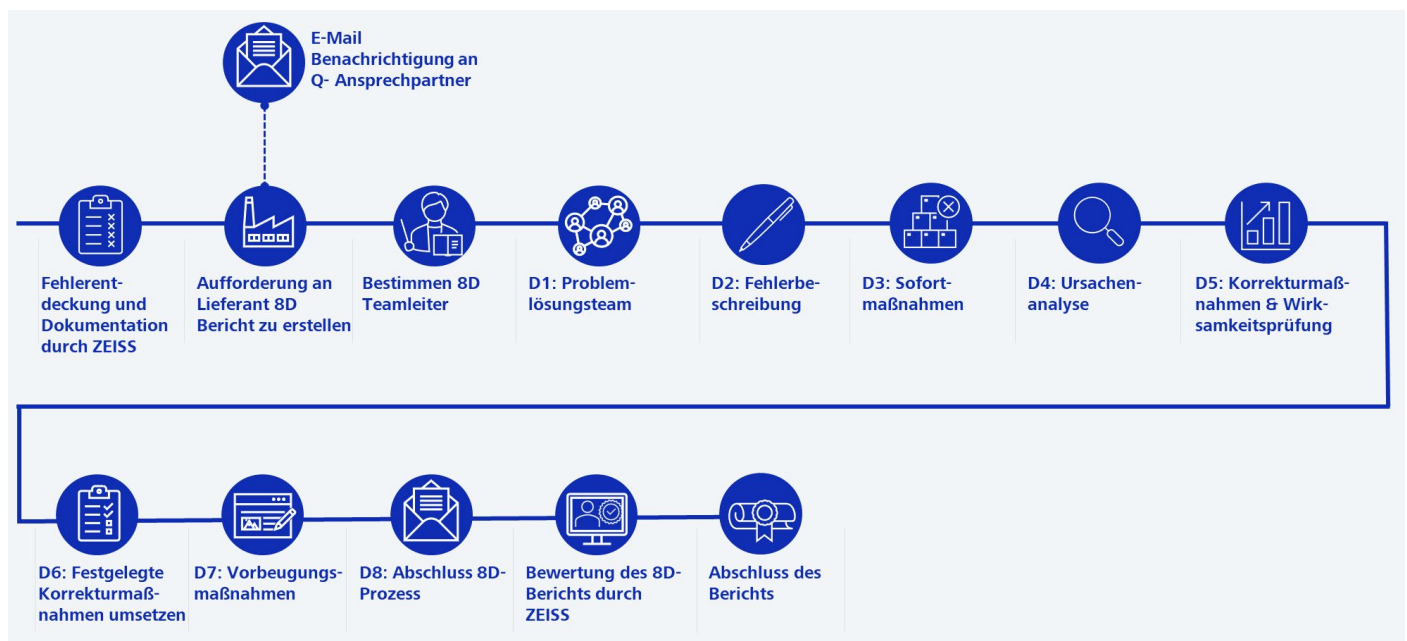 E-Mail
Benachrichtigung an
Q- Ansprechpartner
Fehlerent-
deckung und
Dokumentation
durch ZEISS
Aufforderung an
Lieferant 8D
Bericht zu erstellen
Bestimmen 8D
Teamleiter
D1: Problem-
lösungsteam
D2: Fehlerbe-
schreibung
D3: Sofort-
maßnahmen
D4: Ursachen-
analyse
D5: Korrekturmaß-
nahmen & Wirk-
samkeitsprüfung
D6: Festgelegte
Korrekturmaß-
nahmen umsetzen
D7: Vorbeugungs-
maßnahmen
D8: Abschluss 8D-
Prozess
Bewertung des 8D-
Berichts durch
ZEISS
Abschluss des
Berichts